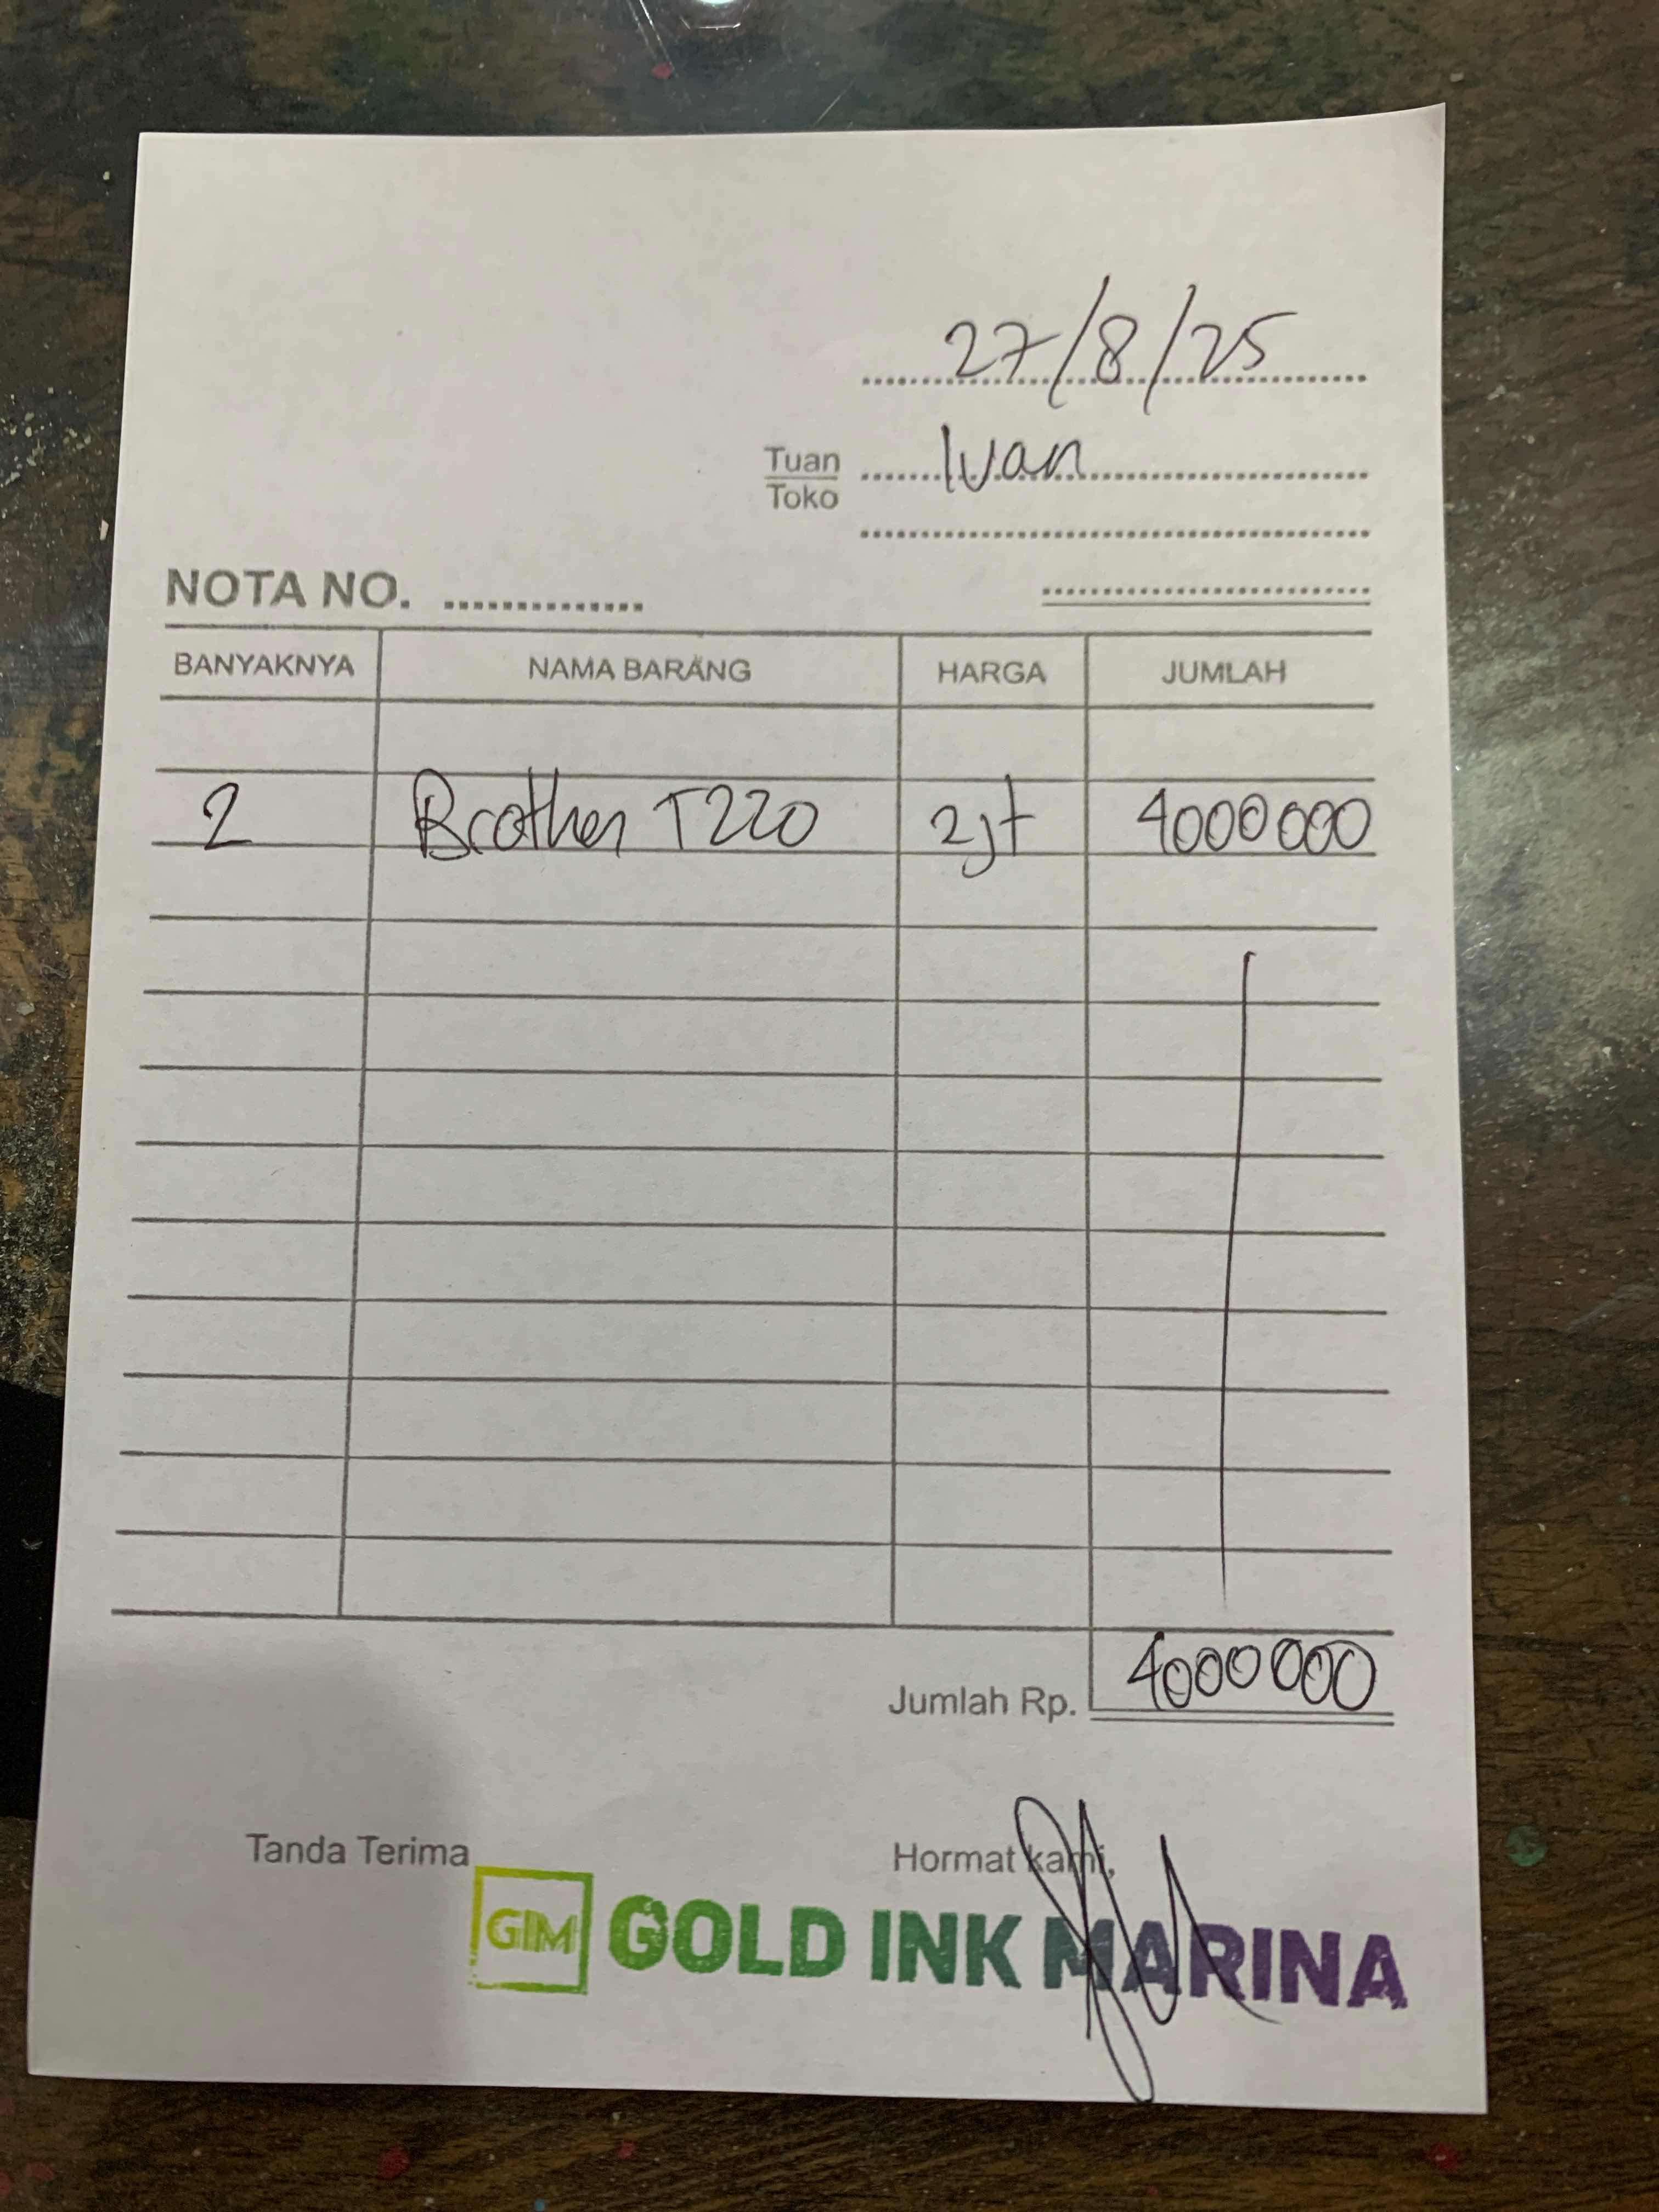 27/8/25
Tuan Ivan
Toko
NOTA NO.
BANYAKNYA NAMA BARANG HARGA JUMLAH
2 Brother T220 2jt 4000000
Jumlah Rp. 4000000
Tanda Terima Hormat kami,
GIM GOLD INK MARINA